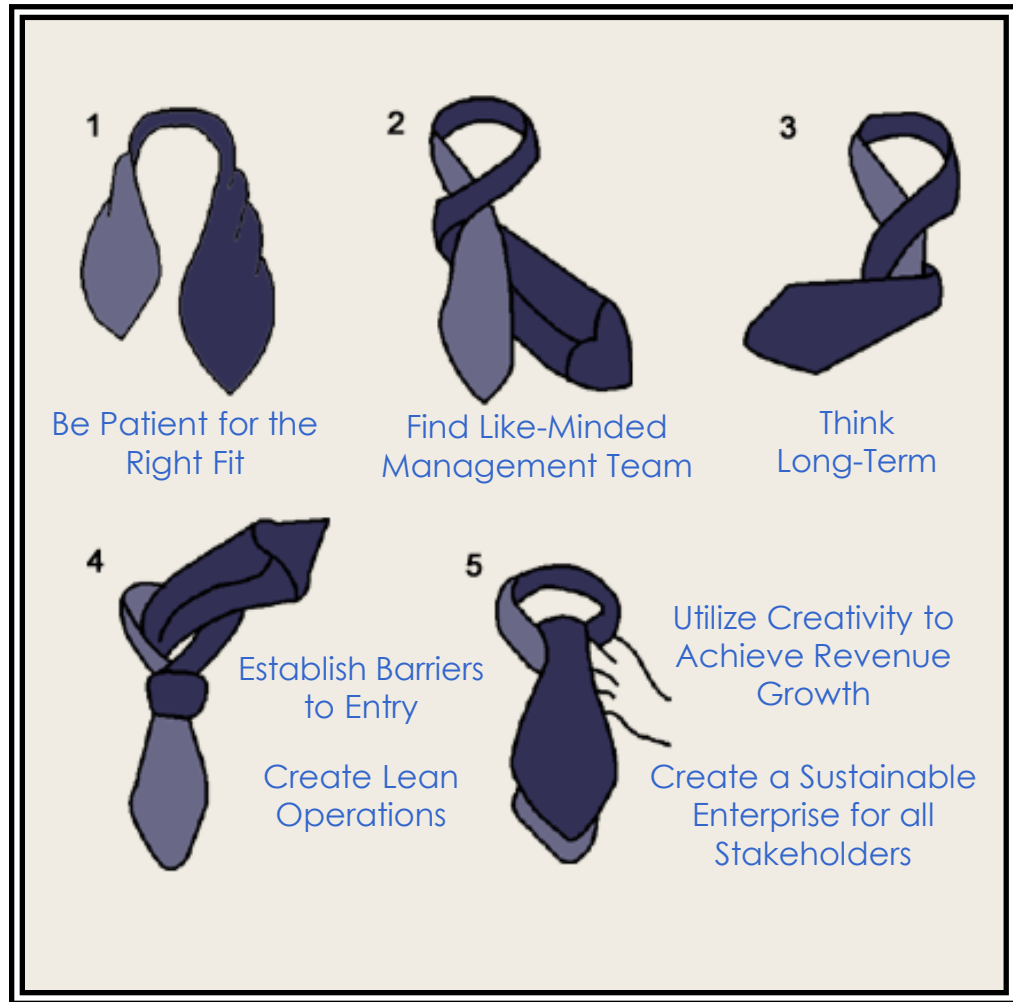 1
Be Patient for the
Right Fit
2
Find Like-Minded
Management Team
3
Think
Long-Term
4
Establish Barriers
to Entry
Create Lean
Operations
5
Utilize Creativity to
Achieve Revenue
Growth
Create a Sustainable
Enterprise for all
Stakeholders